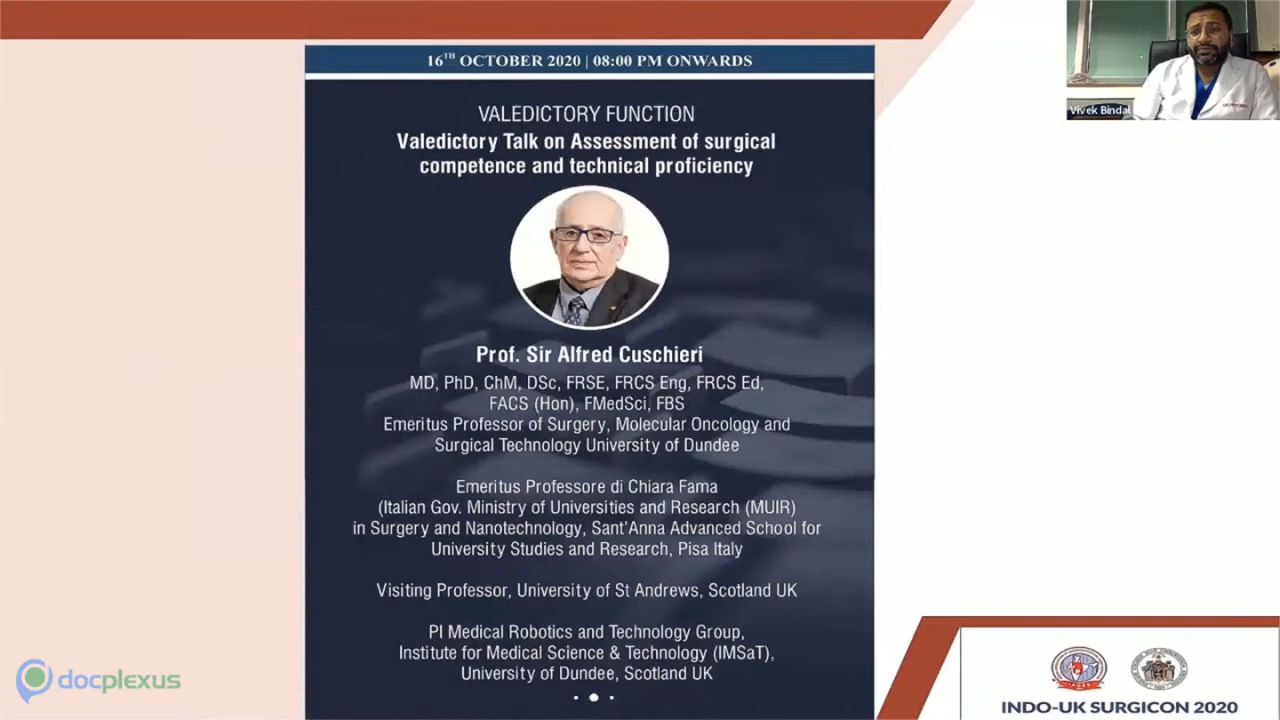 16TH OCTOBER 2020 | 08:00 PM ONWARDS
Vivek Bindal
VALEDICTORY FUNCTION
Valedictory Talk on Assessment of surgical
competence and technical proficiency
Prof. Sir Alfred Cuschieri
MD, PhD, ChM, DSc, FRSE, FRCS Eng, FRCS Ed,
FACS (Hon), FMedSci, FBS
Emeritus Professor of Surgery, Molecular Oncology and
Surgical Technology University of Dundee
Emeritus Professore di Chiara Fama
(Italian Gov. Ministry of Universities and Research (MUIR)
in Surgery and Nanotechnology, Sant'Anna Advanced School for
University Studies and Research, Pisa Italy
Visiting Professor, University of St Andrews, Scotland UK
PI Medical Robotics and Technology Group,
Institute for Medical Science & Technology (IMSaT),
University of Dundee, Scotland UK
docplexus
INDO-UK SURGICON 2020